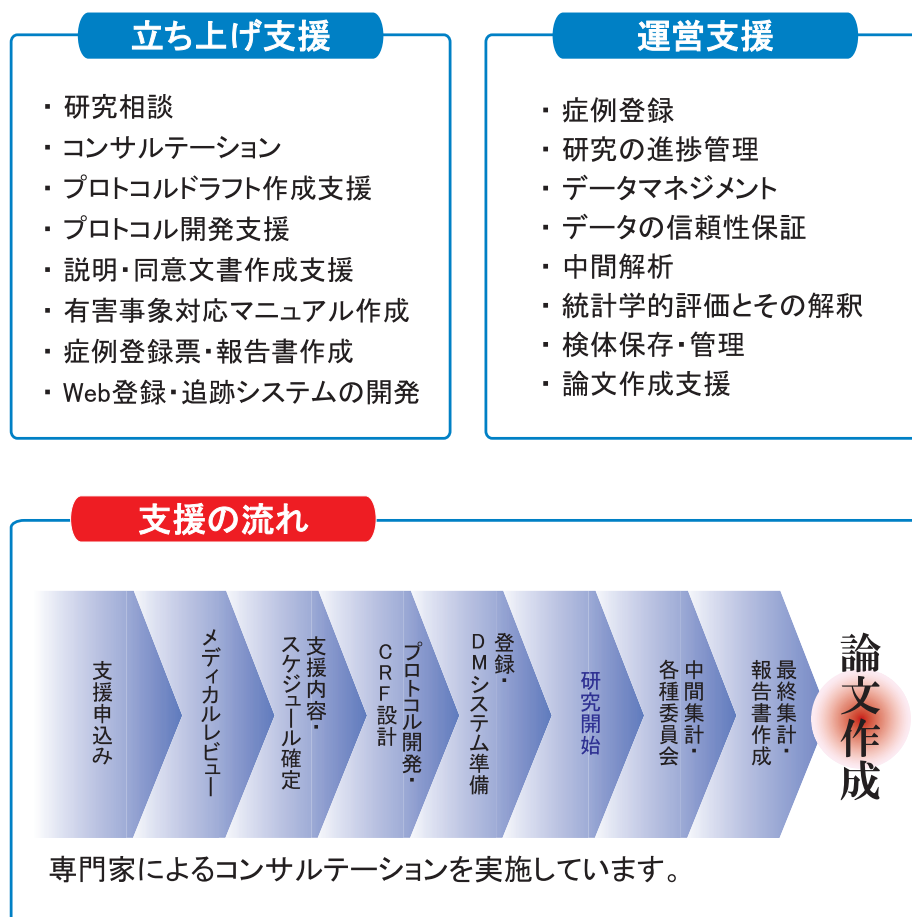 立ち上げ支援
・ 研究相談
・ コンサルテーション
・ プロトコルドラフト作成支援
・ プロトコル開発支援
・ 説明・同意文書作成支援
・ 有害事象対応マニュアル作成
・ 症例登録票・報告書作成
・ Web登録・追跡システムの開発
運営支援
・ 症例登録
・ 研究の進捗管理
・ データマネジメント
・ データの信頼性保証
・ 中間解析
・ 統計学的評価とその解釈
・ 検体保存・管理
・ 論文作成支援
支援の流れ
支援申込み
メディカルレビュー
支援内容・
スケジュール確定
プロトコル開発・
CRF設計
登録・
DMシステム準備
研究開始
中間集計・
各種委員会
最終集計・
報告書作成
論文作成
専門家によるコンサルテーションを実施しています。